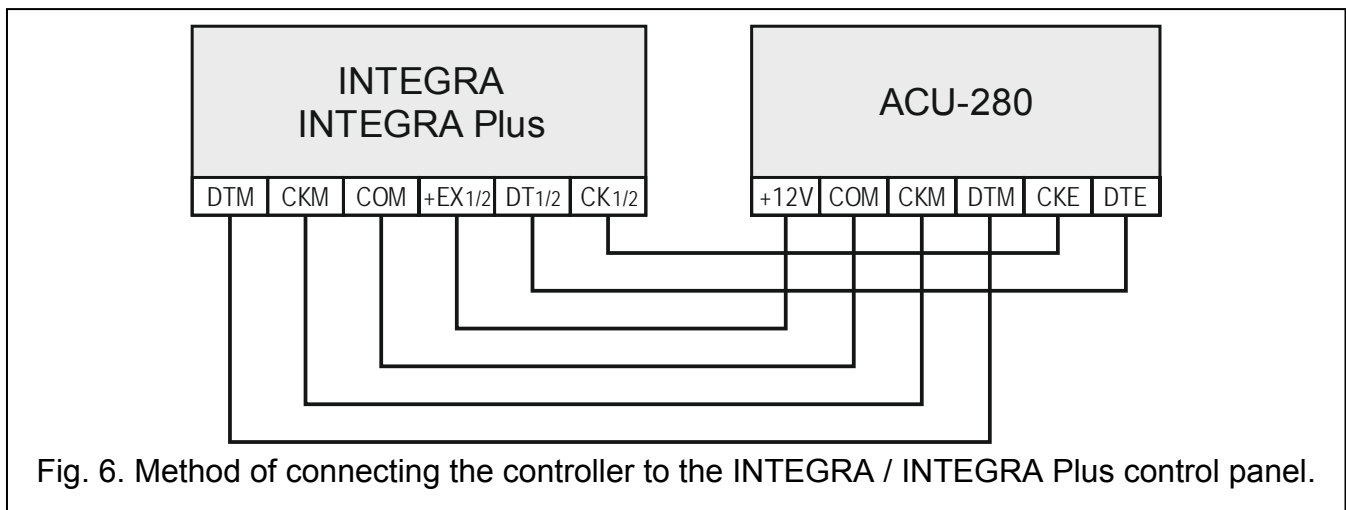 INTEGRA
INTEGRA Plus
ACU-280
DTM CKM COM +EX1/2 DT1/2 CK1/2
+12V COM CKM DTM CKE DTE
Fig. 6. Method of connecting the controller to the INTEGRA / INTEGRA Plus control panel.